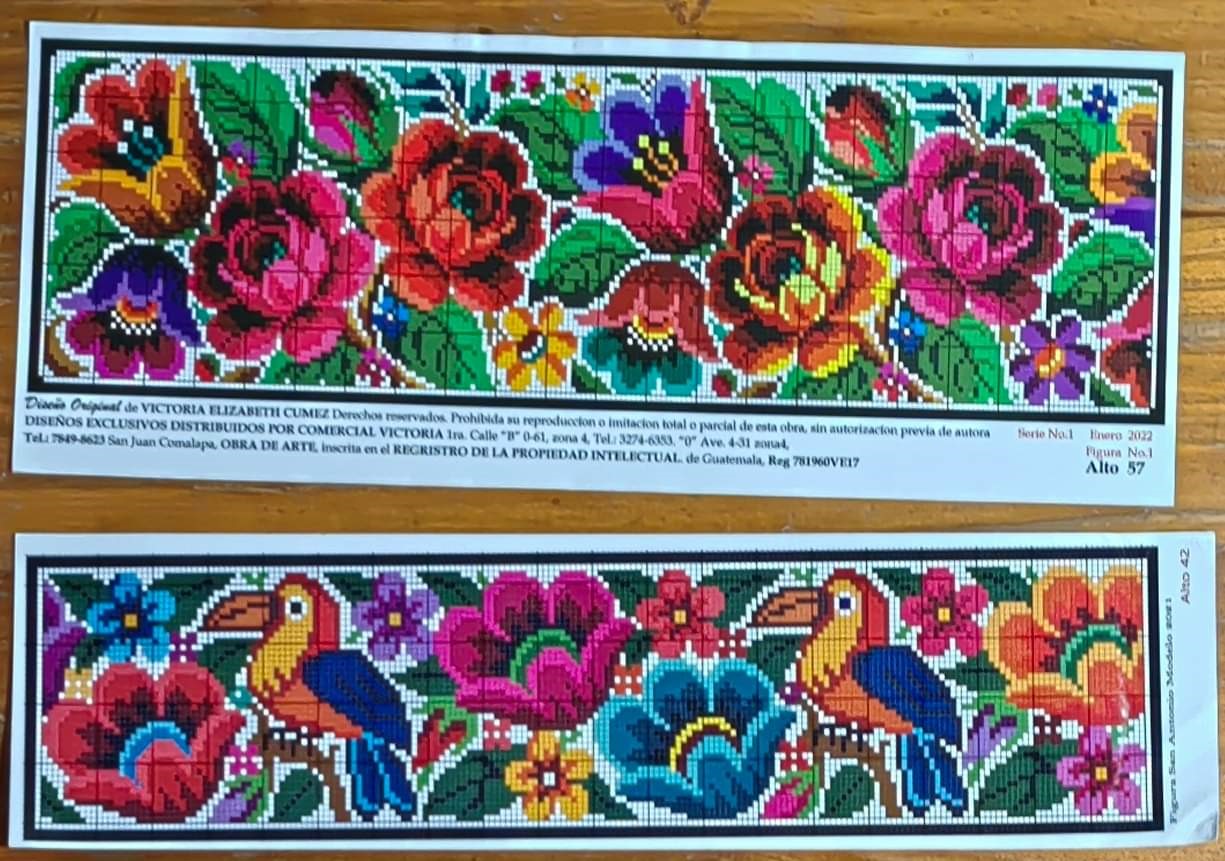 Diseño Original de VICTORIA ELIZABETH CUMEZ Derechos reservados. Prohibida su reproduccion o imitacion total o parcial de esta obra, sin autorizacion previa de autora
DISEÑOS EXCLUSIVOS DISTRIBUIDOS POR COMERCIAL VICTORIA 1ra. Calle "B" 0-61, zona 4, Tel.: 3274-6353. "0" Ave. 4-31 zona4,
Tel.: 7849-8623 San Juan Comalapa, OBRA DE ARTE, inscrita en el REGRISTRO DE LA PROPIEDAD INTELECTUAL. de Guatemala, Reg 781960VE17
Serie No.1 Enero 2022
Figura No.1
Alto 57
Alto 42
Figura San Antonio Modelo 2021